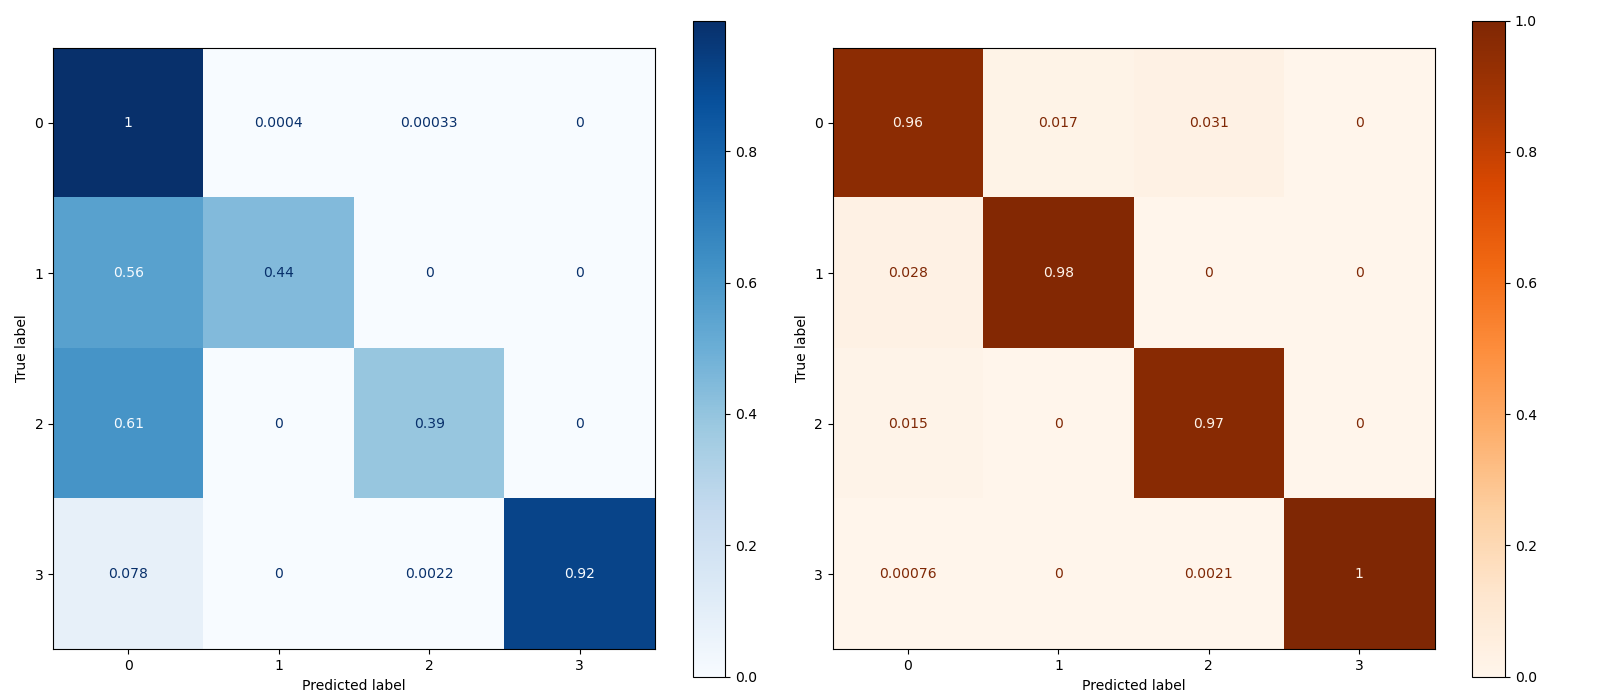 True label
0 1 0.0004 0.00033 0
1 0.56 0.44 0 0
2 0.61 0 0.39 0
3 0.078 0 0.0022 0.92
0 1 2 3
Predicted label
0.8
0.6
0.4
0.2
0.0
True label
0 0.96 0.017 0.031 0
1 0.028 0.98 0 0
2 0.015 0 0.97 0
3 0.00076 0 0.0021 1
0 1 2 3
Predicted label
1.0
0.8
0.6
0.4
0.2
0.0